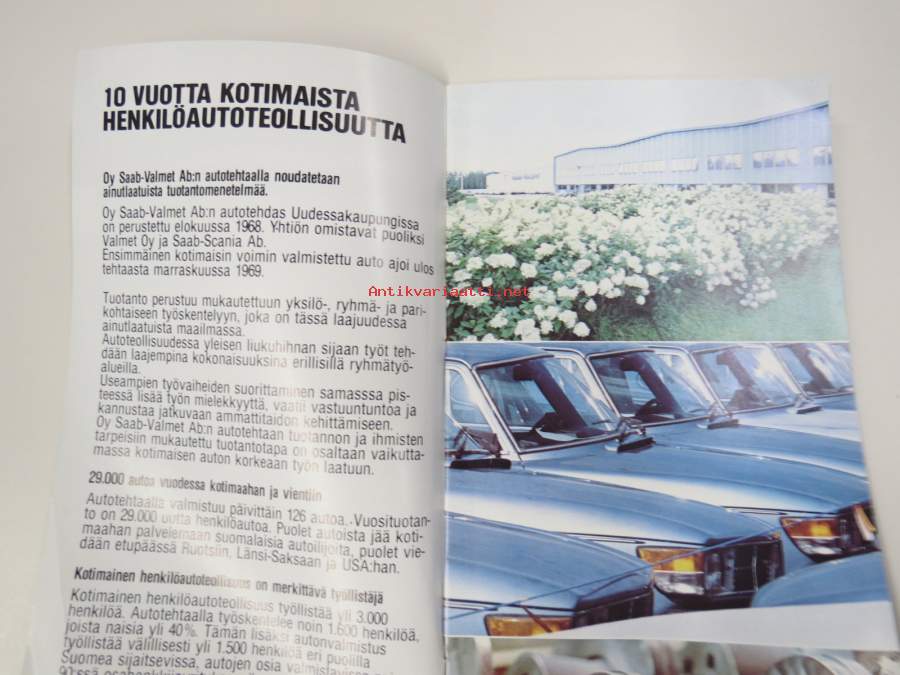 10 VUOTTA KOTIMAISTA
HENKILÖAUTOTEOLLISUUTTA
Oy Saab-Valmet Ab:n autotehtaalla noudatetaan
ainutlaatuista tuotantomenetelmää.
Oy Saab-Valmet Ab:n autotehdas Uudessakaupungissa
on perustettu elokuussa 1968. Yhtiön omistavat puoliksi
Valmet Oy ja Saab-Scania Ab.
Ensimmäinen kotimaisin voimin valmistettu auto ajoi ulos
tehtaasta marraskuussa 1969.
Tuotanto perustuu mukautettuun yksilö-, ryhmä- ja pari-
kohtaiseen työskentelyyn, joka on tässä laajuudessa
ainutlaatuista maailmassa.
Autoteollisuudessa yleisen liukuhihnan sijaan työt teh-
dään laajempina kokonaisuuksina erillisillä ryhmätyö-
alueilla.
Useampien työvaiheiden suorittaminen samasssa pis-
teessä lisää työn mielekkyyttä, vaatii vastuuntuntoa ja
kannustaa jatkuvaan ammattitaidon kehittämiseen.
Oy Saab-Valmet Ab:n autotehtaan tuotannon ja ihmisten
tarpeisiin mukautettu tuotantotapa on osaltaan vaikutta-
massa kotimaisen auton korkeaan työn laatuun.
29.000 autoa vuodessa kotimaahan ja vientiin
Autotehtaalla valmistuu päivittäin 126 autoa. Vuosituotan-
to on 29.000 uutta henkilöautoa. Puolet autoista jää koti-
maahan palvelemaan suomalaisia autoilijoita, puolet vie-
dään etupäässä Ruotsiin, Länsi-Saksaan ja USA:han.
Kotimainen henkilöautoteollisuus on merkittävä työllistäjä
Kotimainen henkilöautoteollisuus työllistää yli 3.000
henkilöä. Autotehtaalla työskentelee noin 1.600 henkilöä,
joista naisia yli 40%. Tämän lisäksi autonvalmistus
työllistää välillisesti yli 1.500 henkilöä eri puolilla
Suomea sijaitsevissa, autojen osia valmistavissa
90:ssä
Antikvariaatti.net